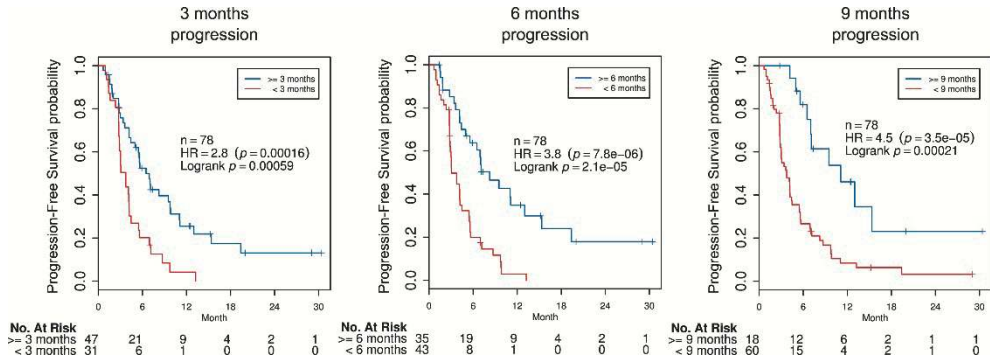 3 months
progression
Progression-Free Survival probability
1.0
0.8
0.6
0.4
0.2
0.0
>= 3 months
< 3 months
n = 78
HR = 2.8 (p = 0.00016)
Logrank p = 0.00059
0 6 12 18 24 30
Month
No. At Risk
>= 3 months 47 21 9 4 2 1
< 3 months 31 6 1 0 0 0
6 months
progression
Progression-Free Survival probability
1.0
0.8
0.6
0.4
0.2
0.0
>= 6 months
< 6 months
n = 78
HR = 3.8 (p = 7.8e-06)
Logrank p = 2.1e-05
0 6 12 18 24 30
Month
No. At Risk
>= 6 months 35 19 9 4 2 1
< 6 months 43 8 1 0 0 0
9 months
progression
Progression-Free Survival probability
1.0
0.8
0.6
0.4
0.2
0.0
>= 9 months
< 9 months
n = 78
HR = 4.5 (p = 3.5e-05)
Logrank p = 0.00021
0 6 12 18 24 30
Month
No. At Risk
>= 9 months 18 12 6 2 1 1
< 9 months 60 15 4 2 1 0